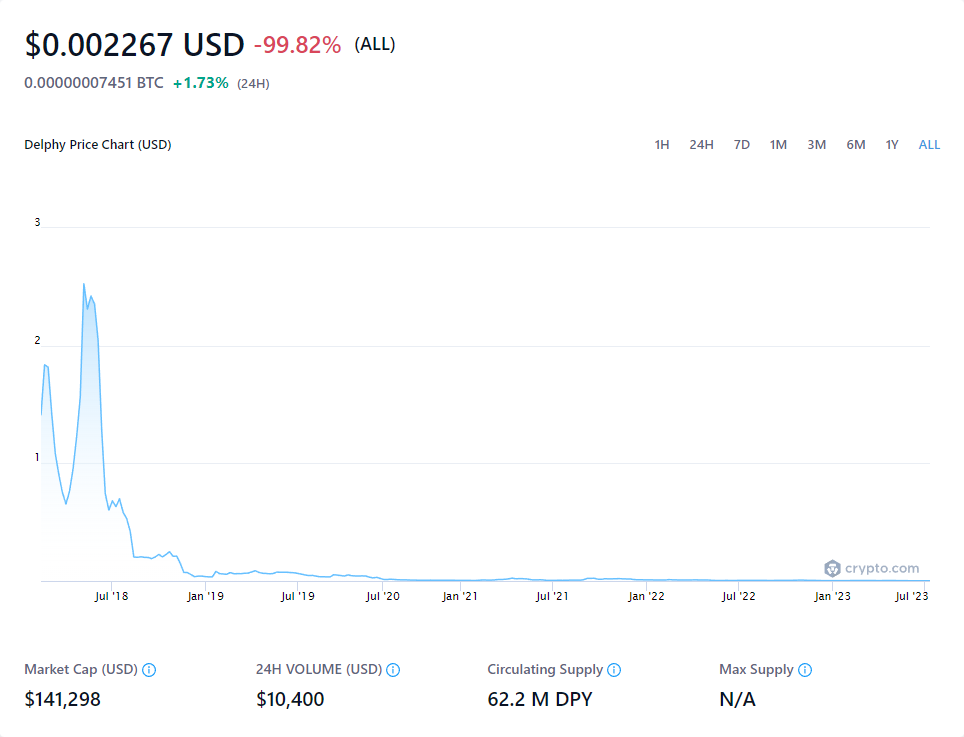 $0.002267 USD -99.82% (ALL)
0.00000007451 BTC +1.73% (24H)
Delphy Price Chart (USD) 1H 24H 7D 1M 3M 6M 1Y ALL
3
2
1
crypto.com
Jul '18 Jan '19 Jul '19 Jul '20 Jan '21 Jul '21 Jan '22 Jul '22 Jan '23 Jul '23
Market Cap (USD) 24H VOLUME (USD) Circulating Supply Max Supply
$141,298 $10,400 62.2 M DPY N/A